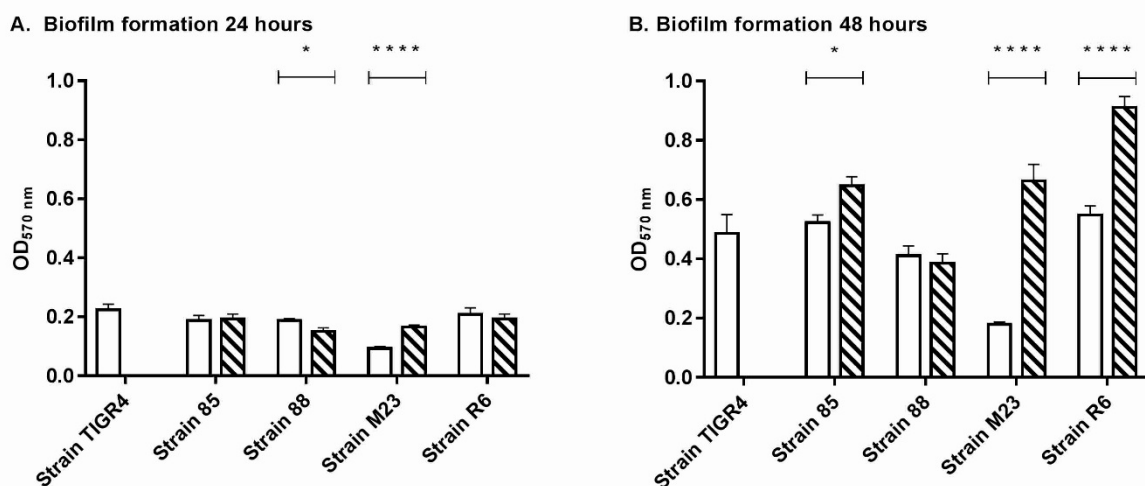 A. Biofilm formation 24 hours
* ****
1.0
0.8
0.6
0.4
0.2
0.0
OD570 nm
Strain TIGR4
Strain 85
Strain 88
Strain M23
Strain R6
B. Biofilm formation 48 hours
* **** ****
1.0
0.8
0.6
0.4
0.2
0.0
OD570 nm
Strain TIGR4
Strain 85
Strain 88
Strain M23
Strain R6